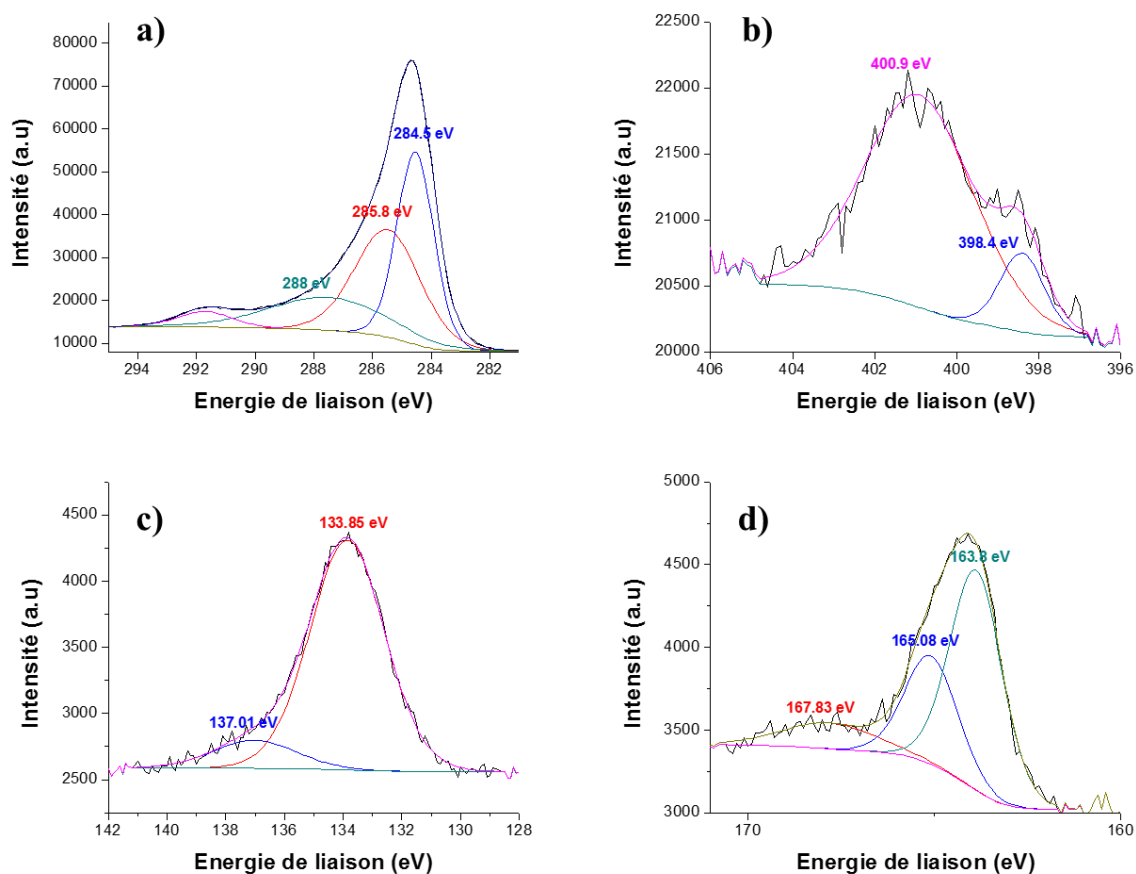 a)
Intensité (a.u)
80000
70000
60000
50000
40000
30000
20000
10000
284.5 eV
285.8 eV
288 eV
294 292 290 288 286 284 282
Energie de liaison (eV)
b)
Intensité (a.u)
22500
22000
21500
21000
20500
20000
400.9 eV
398.4 eV
406 404 402 400 398 396
Energie de liaison (eV)
c)
Intensité (a.u)
4500
4000
3500
3000
2500
133.85 eV
137.01 eV
142 140 138 136 134 132 130 128
Energie de liaison (eV)
d)
Intensité (a.u)
5000
4500
4000
3500
3000
163.8 eV
165.08 eV
167.83 eV
170 160
Energie de liaison (eV)